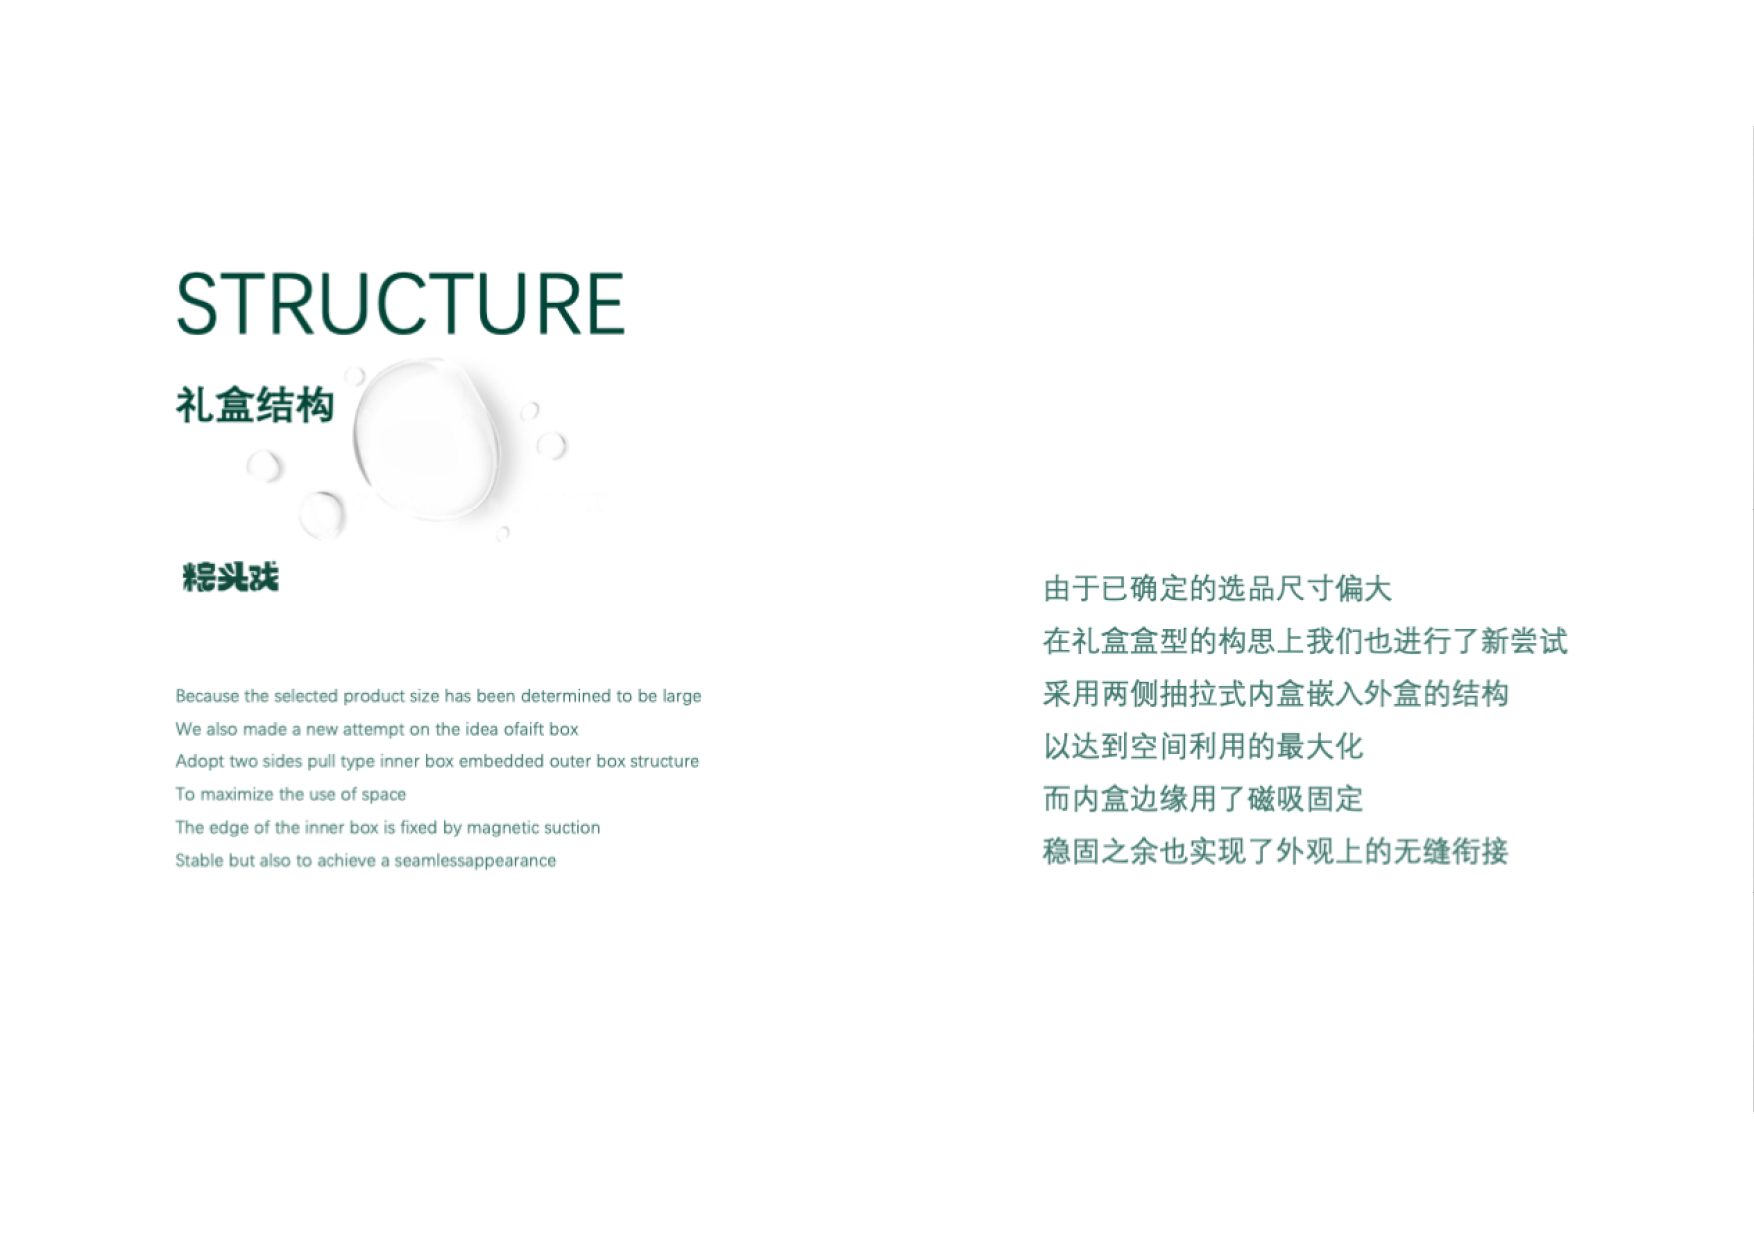 STRUCTURE
礼盒结构
粽头戏
Because the selected product size has been determined to be large
We also made a new attempt on the idea ofaift box
Adopt two sides pull type inner box embedded outer box structure
To maximize the use of space
The edge of the inner box is fixed by magnetic suction
Stable but also to achieve a seamlessappearance
由于已确定的选品尺寸偏大
在礼盒盒型的构思上我们也进行了新尝试
采用两侧抽拉式内盒嵌入外盒的结构
以达到空间利用的最大化
而内盒边缘用了磁吸固定
稳固之余也实现了外观上的无缝衔接